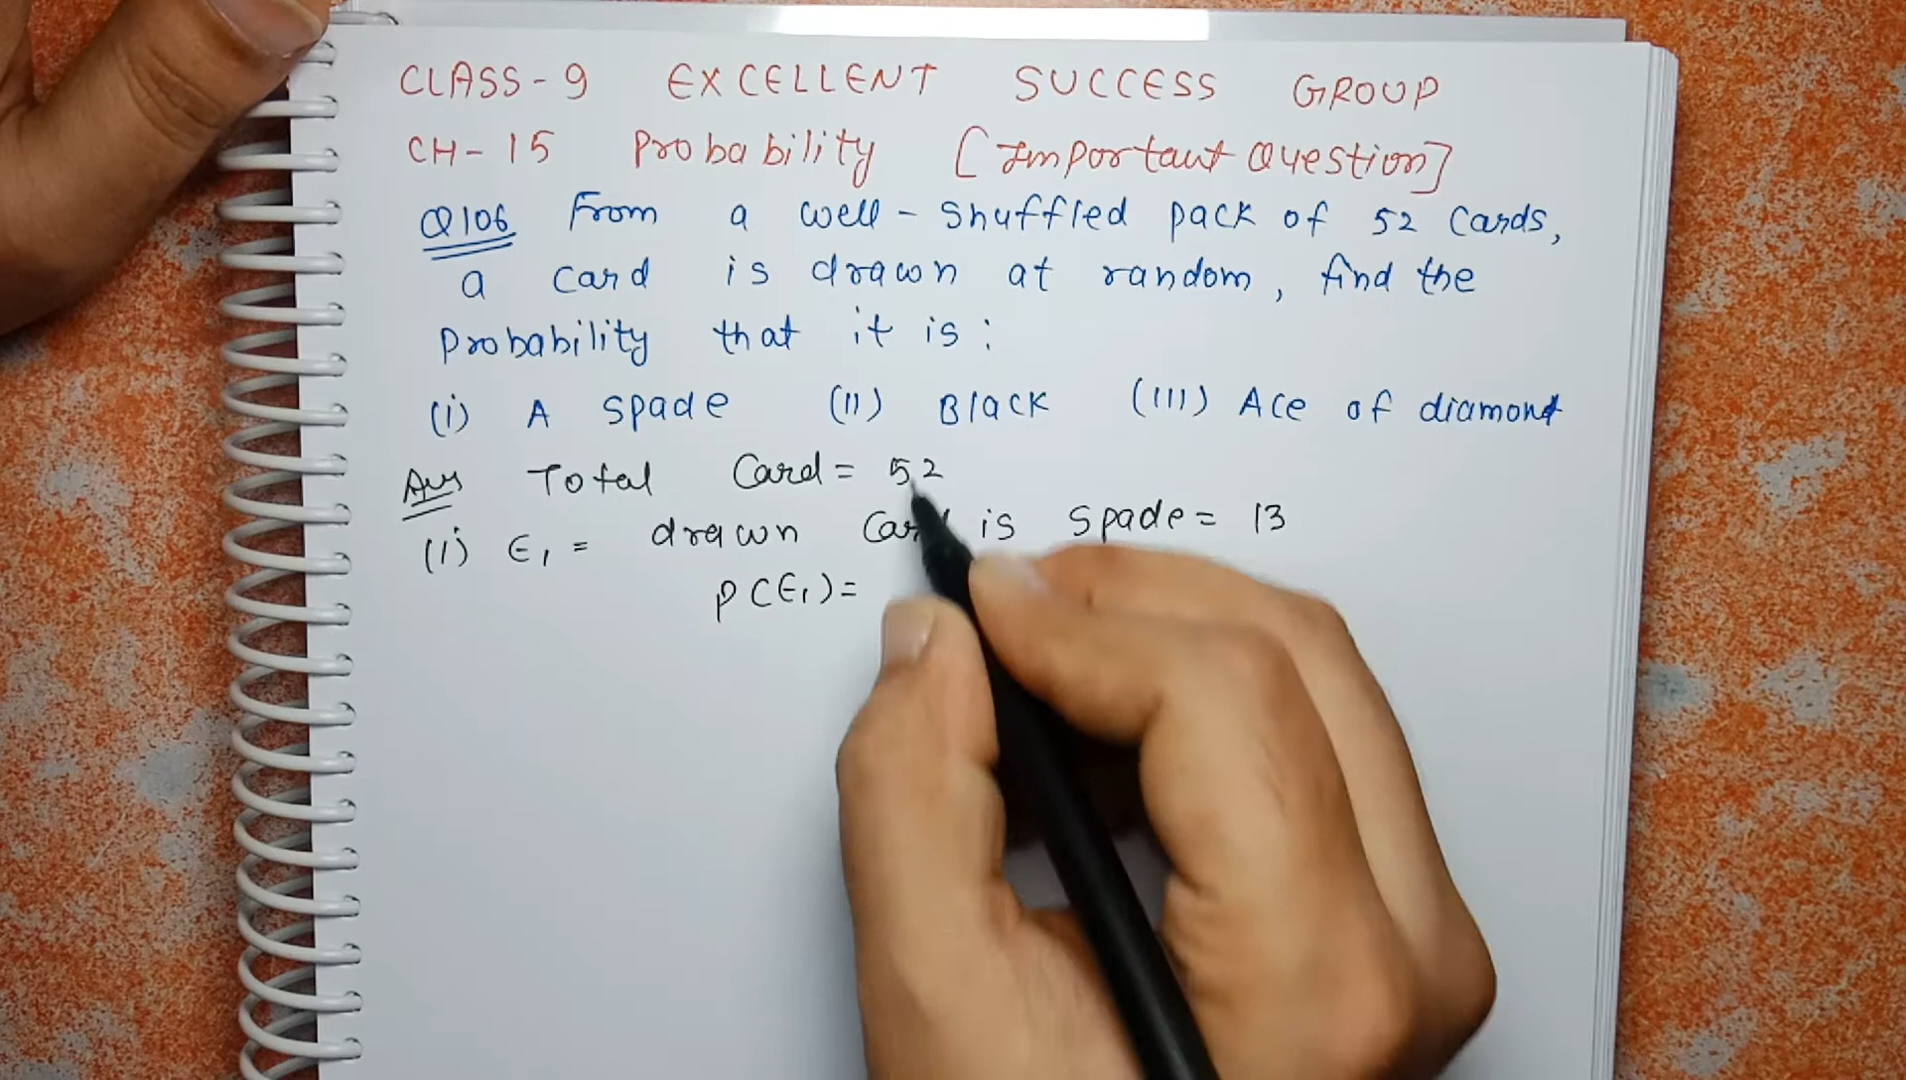 CLASS-9 EXCELLENT SUCCESS GROUP
CH-15 Probability [Important Question]
Q106 From a well-shuffled pack of 52 Cards,
a card is drawn at random, find the
Probability that it is:
(i) A spade (II) Black (III) Ace of diamond
Ans Total Card = 52
(i) E₁ = drawn Card is spade = 13
P(E₁) =